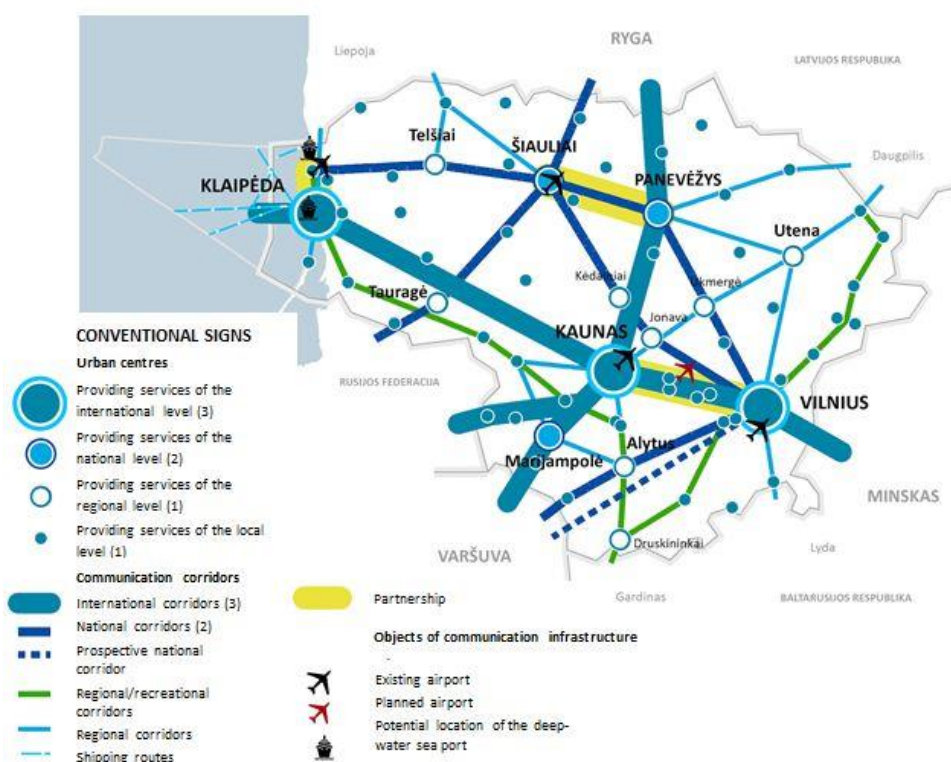 RYGA
Liepoja
LATVIJOS RESPUBLIKA
Telšiai
ŠIAULIAI
Daugpilis
KLAIPĖDA
PANEVĖŽYS
Utena
Kėdainiai
Ukmergė
Tauragė
Jonava
KAUNAS
RUSIJOS FEDERACIJA
VILNIUS
Alytus
Marijampolė
MINSKAS
Druskininkai
VARŠUVA
Lyda
Gardinas
BALTARUSIJOS RESPUBLIKA
CONVENTIONAL SIGNS
Urban centres
Providing services of the
international level (3)
Providing services of the
national level (2)
Providing services of the
regional level (1)
Providing services of the local
level (1)
Communication corridors
International corridors (3)
National corridors (2)
Prospective national
corridor
Regional/recreational
corridors
Regional corridors
Shipping routes
Partnership
Objects of communication infrastructure
Existing airport
Planned airport
Potential location of the deep-
water sea port